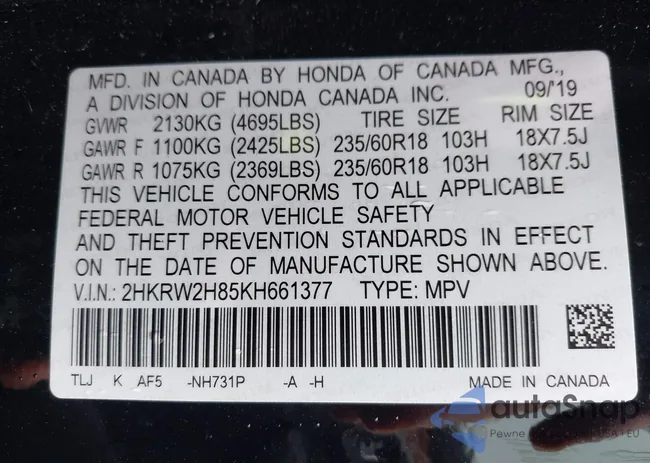 MFD. IN CANADA BY HONDA OF CANADA MFG.,
A DIVISION OF HONDA CANADA INC. 09/'19
GVWR 2130KG (4695LBS) TIRE SIZE RIM SIZE
GAWR F 1100KG (2425LBS) 235/60R18 103H 18X7.5J
GAWR R 1075KG (2369LBS) 235/60R18 103H 18X7.5J
THIS VEHICLE CONFORMS TO ALL APPLICABLE
FEDERAL MOTOR VEHICLE SAFETY
AND THEFT PREVENTION STANDARDS IN EFFECT
ON THE DATE OF MANUFACTURE SHOWN ABOVE.
V.I.N.: 2HKRW2H85KH661377 TYPE: MPV
TLJ K AF5 -NH731P -A -H MADE IN CANADA
autoSnap
Pewne